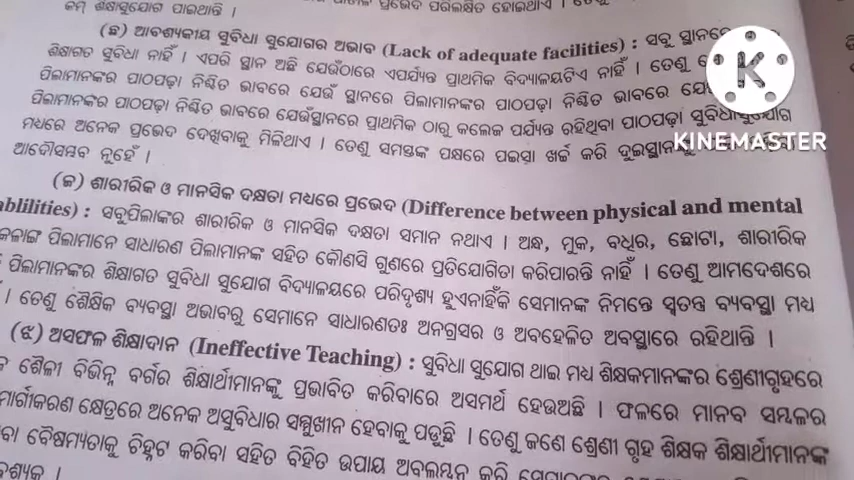 କମ୍ ଶିକ୍ଷାସୁଯୋଗ ପାଇଥାନ୍ତି । ପ୍ରଭେଦ ପରିଲକ୍ଷିତ ହୋଇଥାଏ ।
(ଛ) ଆବଶ୍ୟକୀୟ ସୁବିଧା ସୁଯୋଗର ଅଭାବ (Lack of adequate facilities) : ସବୁ ସ୍ଥାନରେ
ଶିକ୍ଷାଗତ ସୁବିଧା ନାହିଁ । ଏପରି ସ୍ଥାନ ଅଛି ଯେଉଁଠାରେ ଏପର୍ଯ୍ୟନ୍ତ ପ୍ରାଥମିକ ବିଦ୍ୟାଳୟଟିଏ ନାହିଁ । ତେଣୁ
ପିଲାମାନଙ୍କର ପାଠପଢ଼ା ନିଶ୍ଚିତ ଭାବରେ ଯେଉଁ ସ୍ଥାନରେ ପିଲାମାନଙ୍କର ପାଠପଢ଼ା ନିଶ୍ଚିତ ଭାବରେ
ପିଲାମାନଙ୍କର ପାଠପଢ଼ା ନିଶ୍ଚିତ ଭାବରେ ଯେଉଁସ୍ଥାନରେ ପ୍ରାଥମିକ ଠାରୁ କଲେଜ ପର୍ଯ୍ୟନ୍ତ ରହିଥିବା ପାଠପଢ଼ା ସୁବିଧାସୁଯୋଗ
ମଧ୍ୟରେ ଅନେକ ପ୍ରଭେଦ ଦେଖିବାକୁ ମିଳିଥାଏ । ତେଣୁ ସମସ୍ତଙ୍କ ପକ୍ଷରେ ପଇସା ଖର୍ଚ୍ଚ କରି
ଆଦୌସମ୍ଭବ ନୁହେଁ ।
(ଜ) ଶାରୀରିକ ଓ ମାନସିକ ଦକ୍ଷତା ମଧ୍ୟରେ ପ୍ରଭେଦ (Difference between physical and mental
ablilities) : ସବୁପିଲାଙ୍କର ଶାରୀରିକ ଓ ମାନସିକ ଦକ୍ଷତା ସମାନ ନଥାଏ । ଅନ୍ଧ, ମୁକ, ବଧିର, ଛୋଟା, ଶାରୀରିକ
ପିଲାମାନେ ସାଧାରଣ ପିଲାମାନଙ୍କ ସହିତ କୌଣସି ଗୁଣରେ ପ୍ରତିଯୋଗିତା କରିପାରନ୍ତି ନାହିଁ । ତେଣୁ ଆମଦେଶରେ
ପିଲାମାନଙ୍କର ଶିକ୍ଷାଗତ ସୁବିଧା ସୁଯୋଗ ବିଦ୍ୟାଳୟରେ ପରିଦୃଶ୍ୟ ହୁଏନାହିଁକି ସେମାନଙ୍କ ନିମନ୍ତେ ସ୍ୱତନ୍ତ୍ର ବ୍ୟବସ୍ଥା ମଧ୍ୟ
। ତେଣୁ ଶୈକ୍ଷିକ ବ୍ୟବସ୍ଥା ଅଭାବରୁ ସେମାନେ ସାଧାରଣତଃ ଅନଗ୍ରସର ଓ ଅବହେଳିତ ଅବସ୍ଥାରେ ରହିଥାନ୍ତି ।
(ଝ) ଅସଫଳ ଶିକ୍ଷାଦାନ (Ineffective Teaching) : ସୁବିଧା ସୁଯୋଗ ଥାଇ ମଧ୍ୟ ଶିକ୍ଷକମାନଙ୍କର ଶ୍ରେଣୀଗୃହରେ
ଶୈଳୀ ବିଭିନ୍ନ ବର୍ଗର ଶିକ୍ଷାର୍ଥୀମାନଙ୍କୁ ପ୍ରଭାବିତ କରିବାରେ ଅସମର୍ଥ ହେଉଅଛି । ଫଳରେ ମାନବ ସମ୍ବଳର
କ୍ଷେତ୍ରରେ ଅନେକ ଅସୁବିଧାର ସମ୍ମୁଖୀନ ହେବାକୁ ପଡୁଛି । ତେଣୁ ଜଣେ ଶ୍ରେଣୀ ଗୃହ ଶିକ୍ଷକ ଶିକ୍ଷାର୍ଥୀମାନଙ୍କ
ବୈଷମ୍ୟତାକୁ ଚିହ୍ନଟ କରିବା ସହିତ ବିହିତ ଉପାୟ ଅବଲମ୍ବନ କରି
KINEMASTER